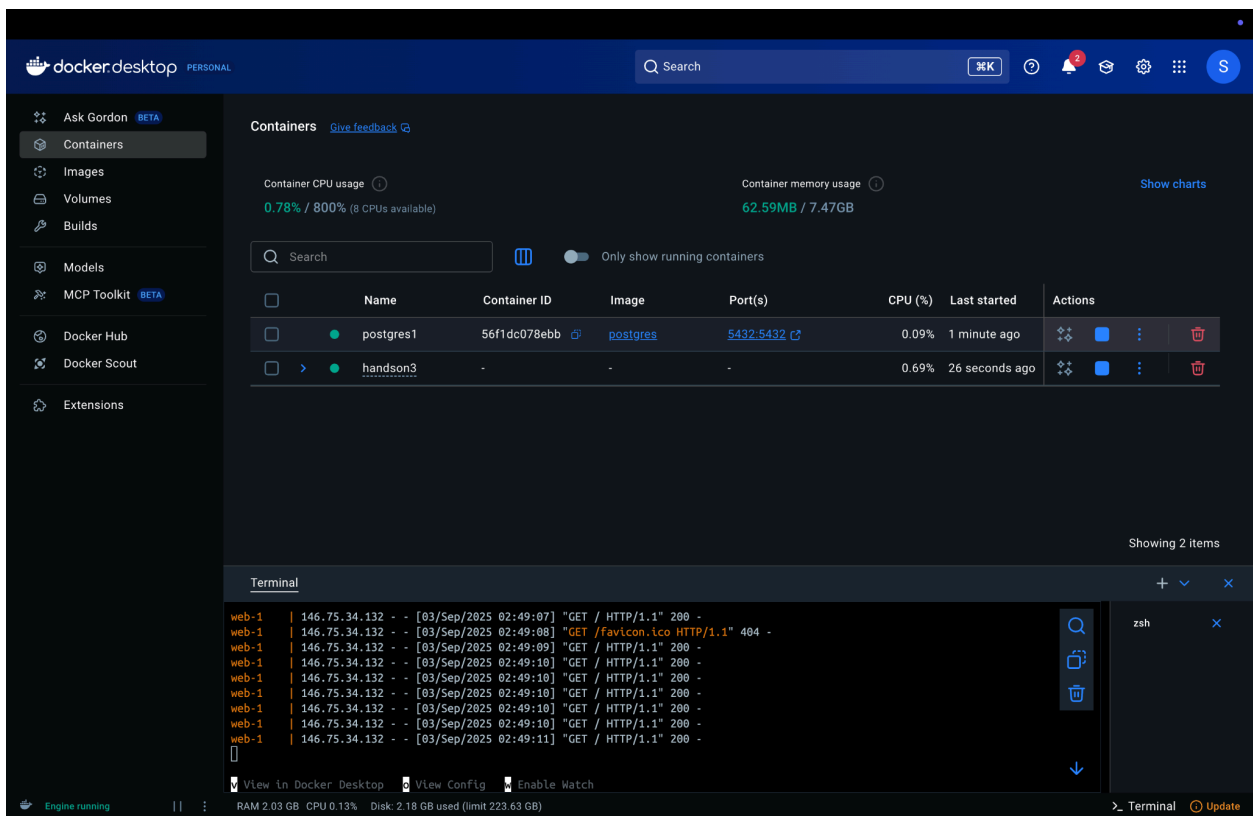 docker.desktop PERSONAL
Search
⌘K
2
S
Ask Gordon BETA
Containers
Images
Volumes
Builds
Models
MCP Toolkit BETA
Docker Hub
Docker Scout
Extensions
Containers Give feedback
Container CPU usage
0.78% / 800% (8 CPUs available)
Container memory usage
62.59MB / 7.47GB
Show charts
Search
Only show running containers
Name Container ID Image Port(s) CPU (%) Last started Actions
postgres1 56f1dc078ebb postgres 5432:5432 0.09% 1 minute ago
handson3 - - - 0.69% 26 seconds ago
Showing 2 items
Terminal
web-1 | 146.75.34.132 - - [03/Sep/2025 02:49:07] "GET / HTTP/1.1" 200 -
web-1 | 146.75.34.132 - - [03/Sep/2025 02:49:08] "GET /favicon.ico HTTP/1.1" 404 -
web-1 | 146.75.34.132 - - [03/Sep/2025 02:49:09] "GET / HTTP/1.1" 200 -
web-1 | 146.75.34.132 - - [03/Sep/2025 02:49:10] "GET / HTTP/1.1" 200 -
web-1 | 146.75.34.132 - - [03/Sep/2025 02:49:10] "GET / HTTP/1.1" 200 -
web-1 | 146.75.34.132 - - [03/Sep/2025 02:49:10] "GET / HTTP/1.1" 200 -
web-1 | 146.75.34.132 - - [03/Sep/2025 02:49:10] "GET / HTTP/1.1" 200 -
web-1 | 146.75.34.132 - - [03/Sep/2025 02:49:10] "GET / HTTP/1.1" 200 -
web-1 | 146.75.34.132 - - [03/Sep/2025 02:49:11] "GET / HTTP/1.1" 200 -
v View in Docker Desktop o View Config w Enable Watch
zsh
Engine running
RAM 2.03 GB CPU 0.13% Disk: 2.18 GB used (limit 223.63 GB)
>_ Terminal
Update